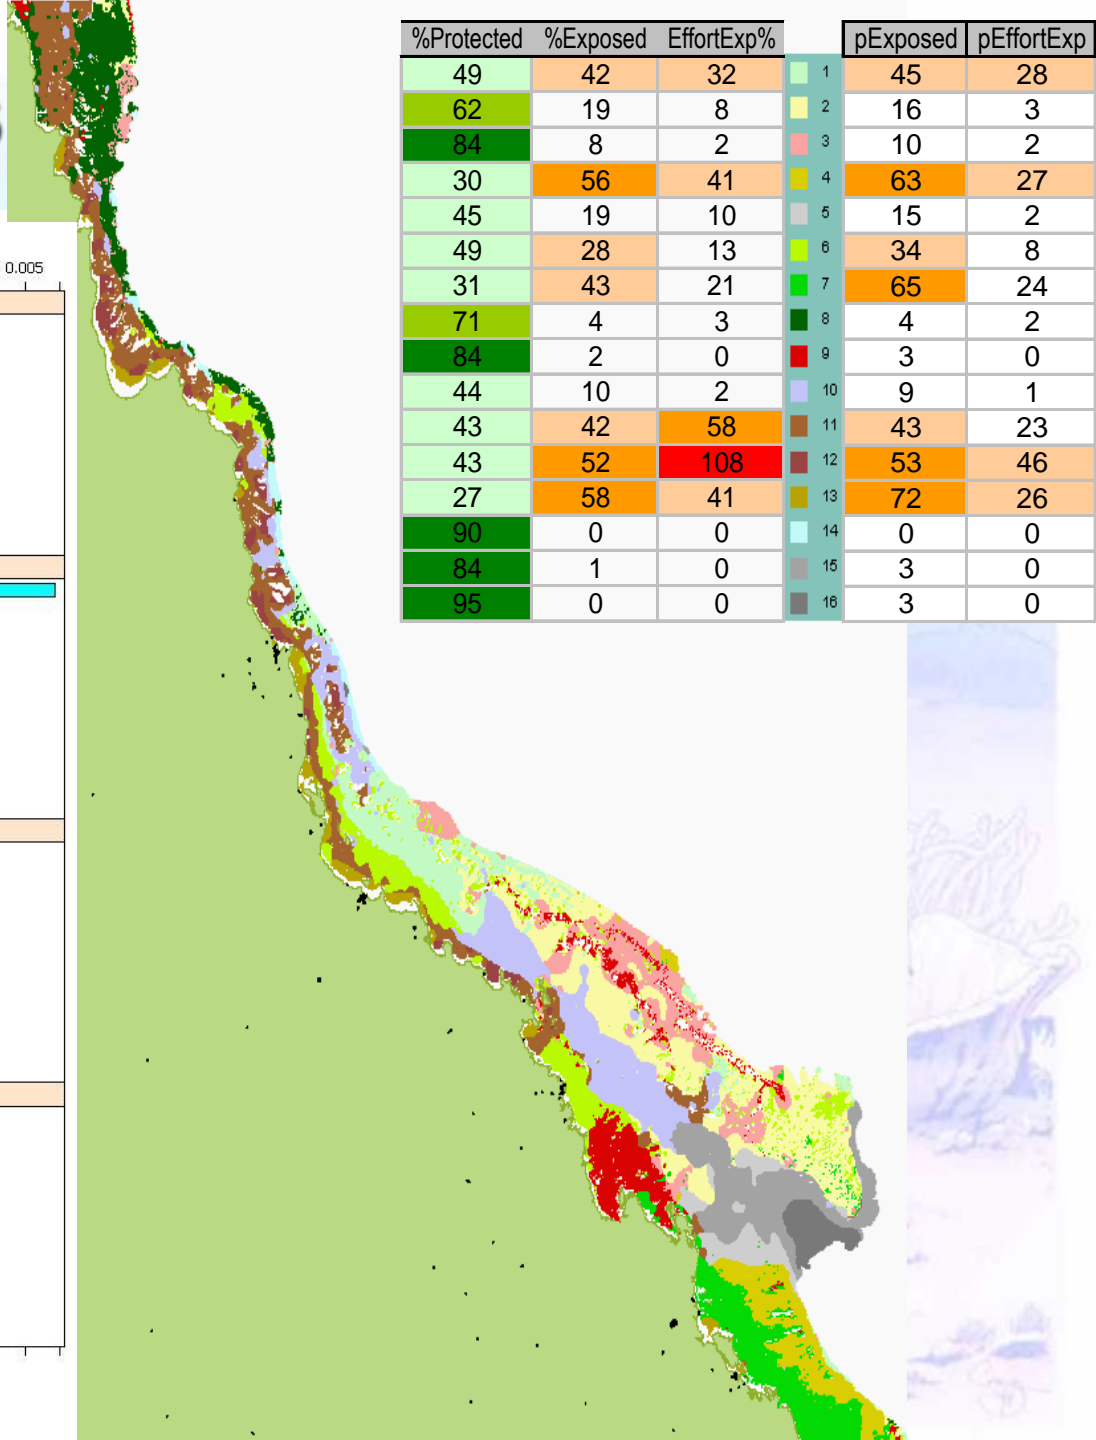 %Protected %Exposed EffortExp% pExposed pEffortExp
49 42 32 1 45 28
62 19 8 2 16 3
84 8 2 3 10 2
30 56 41 4 63 27
45 19 10 5 15 2
49 28 13 6 34 8
31 43 21 7 65 24
71 4 3 8 4 2
84 2 0 9 3 0
44 10 2 10 9 1
43 42 58 11 43 23
43 52 108 12 53 46
27 58 41 13 72 26
90 0 0 14 0 0
84 1 0 15 3 0
95 0 0 16 3 0
0.005